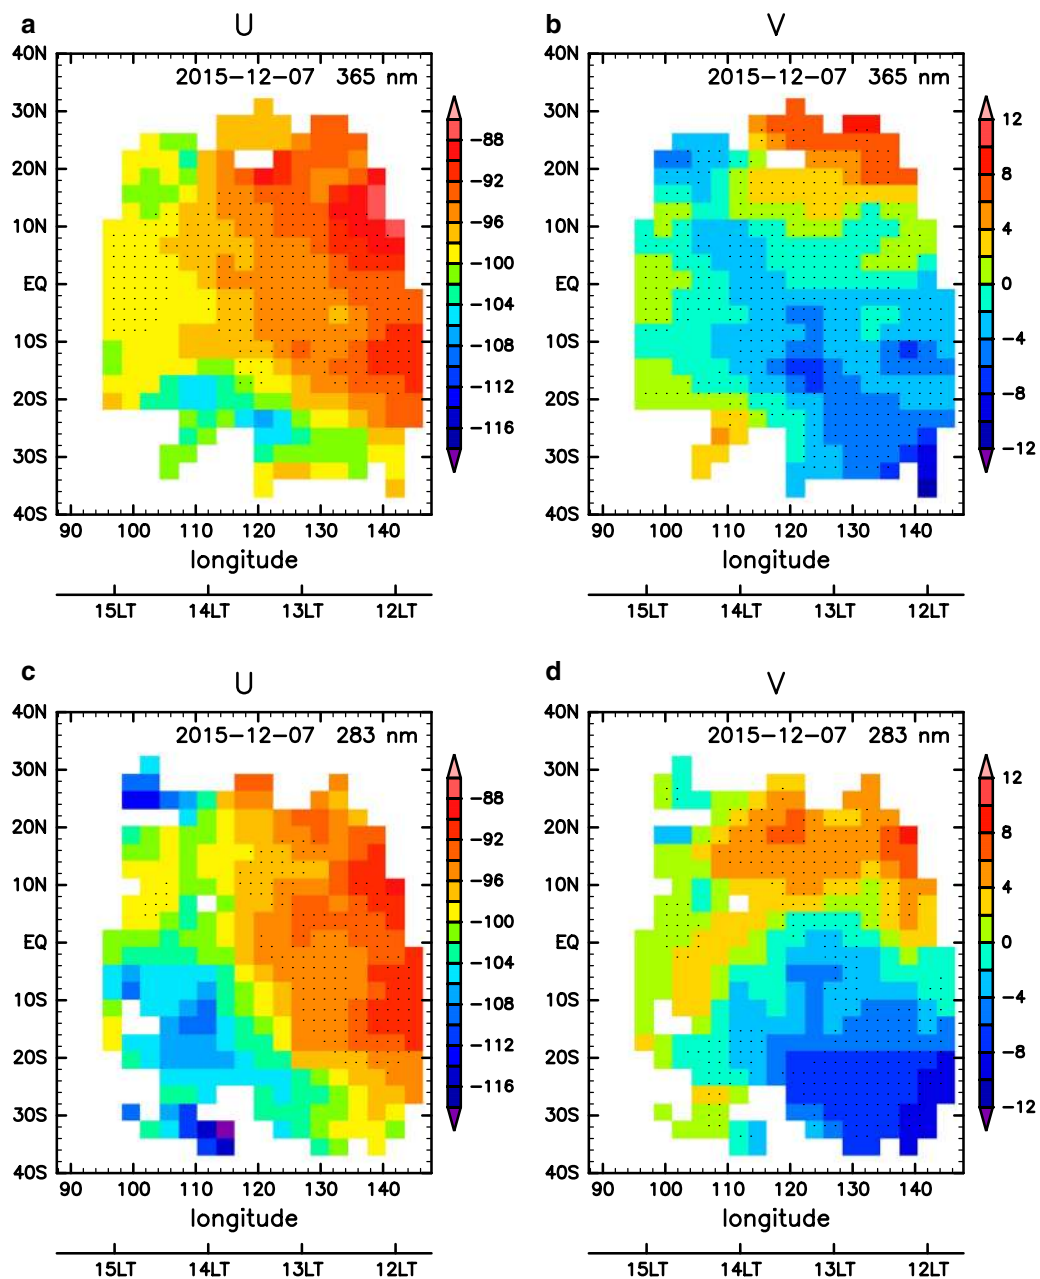 a U b V
40N 2015-12-07 365 nm 40N 2015-12-07 365 nm
30N 30N
20N 20N
10N 10N
EQ EQ
10S 10S
20S 20S
30S 30S
40S 40S
-88 -92 -96 -100 -104 -108 -112 -116
12 8 4 0 -4 -8 -12
90 100 110 120 130 140 90 100 110 120 130 140
longitude longitude
15LT 14LT 13LT 12LT 15LT 14LT 13LT 12LT
c U d V
40N 2015-12-07 283 nm 40N 2015-12-07 283 nm
30N 30N
20N 20N
10N 10N
EQ EQ
10S 10S
20S 20S
30S 30S
40S 40S
-88 -92 -96 -100 -104 -108 -112 -116
12 8 4 0 -4 -8 -12
90 100 110 120 130 140 90 100 110 120 130 140
longitude longitude
15LT 14LT 13LT 12LT 15LT 14LT 13LT 12LT